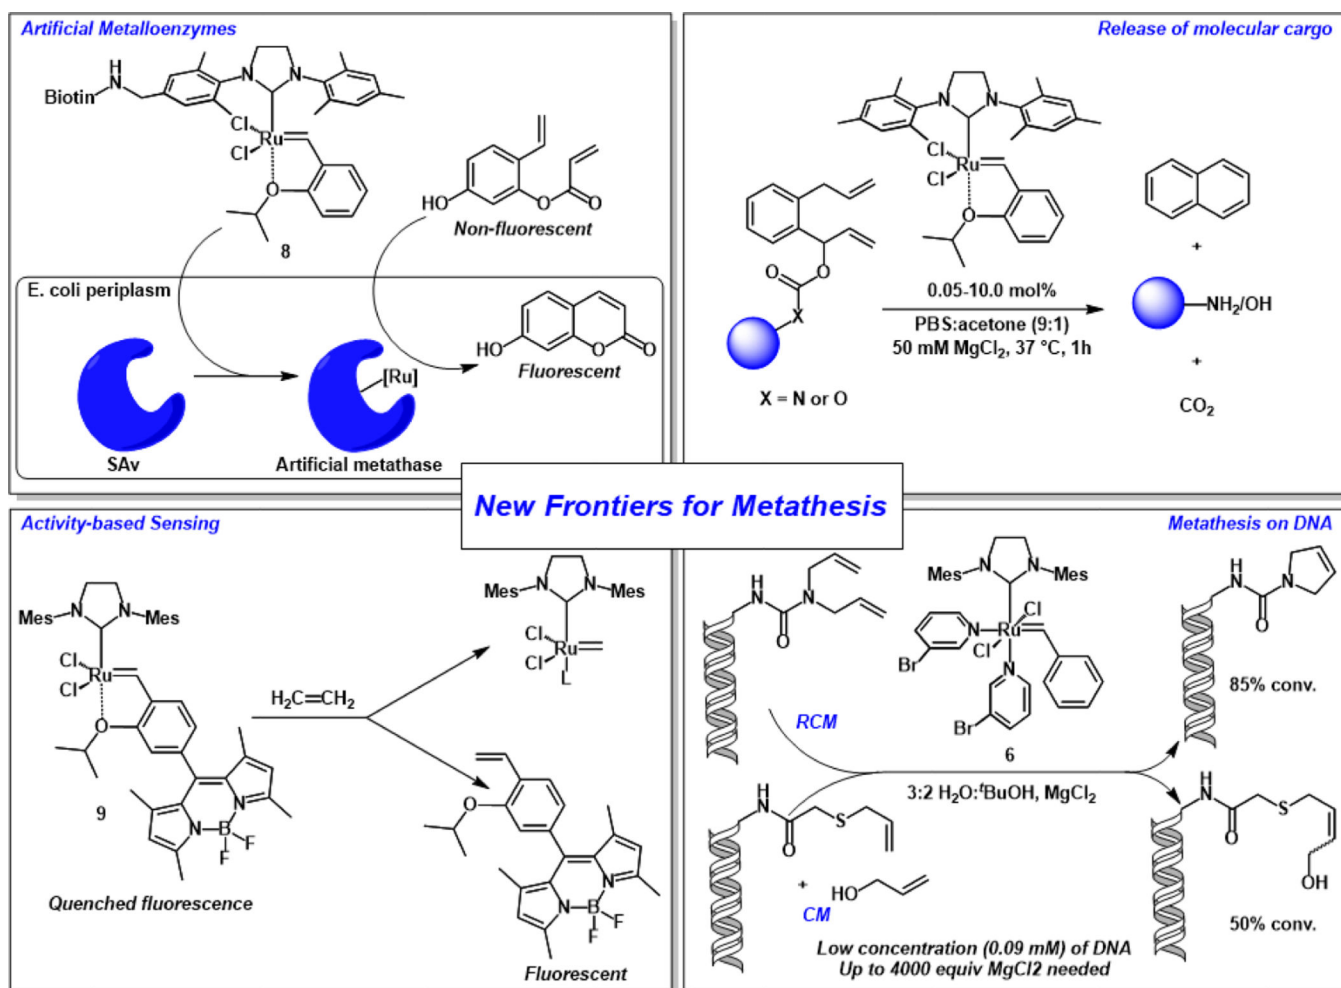 Artificial Metalloenzymes
H
N
Biotin
N
N
Cl
Cl
Ru
O
8
HO
O
O
Non-fluorescent
E. coli periplasm
SAv
[Ru]
Artificial metathase
HO
O
O
Fluorescent
Release of molecular cargo
N
N
Cl
Cl
Ru
O
O
O
X
X = N or O
0.05-10.0 mol%
PBS:acetone (9:1)
50 mM MgCl₂, 37 °C, 1h
+
NH₂/OH
+
CO₂
New Frontiers for Metathesis
Activity-based Sensing
N
N
Mes
Mes
Cl
Cl
Ru
O
9
N
B
N
F
F
Quenched fluorescence
H₂C=CH₂
N
N
Mes
Mes
Cl
Cl
Ru
L
O
N
B
N
F
F
Fluorescent
Metathesis on DNA
H
N
N
O
RCM
H
N
S
O
+
HO
CM
N
N
Mes
Mes
Cl
N
Ru
Cl
Br
N
Br
6
3:2 H₂O:ᵗBuOH, MgCl₂
H
N
N
O
85% conv.
H
N
S
O
OH
50% conv.
Low concentration (0.09 mM) of DNA
Up to 4000 equiv MgCl2 needed